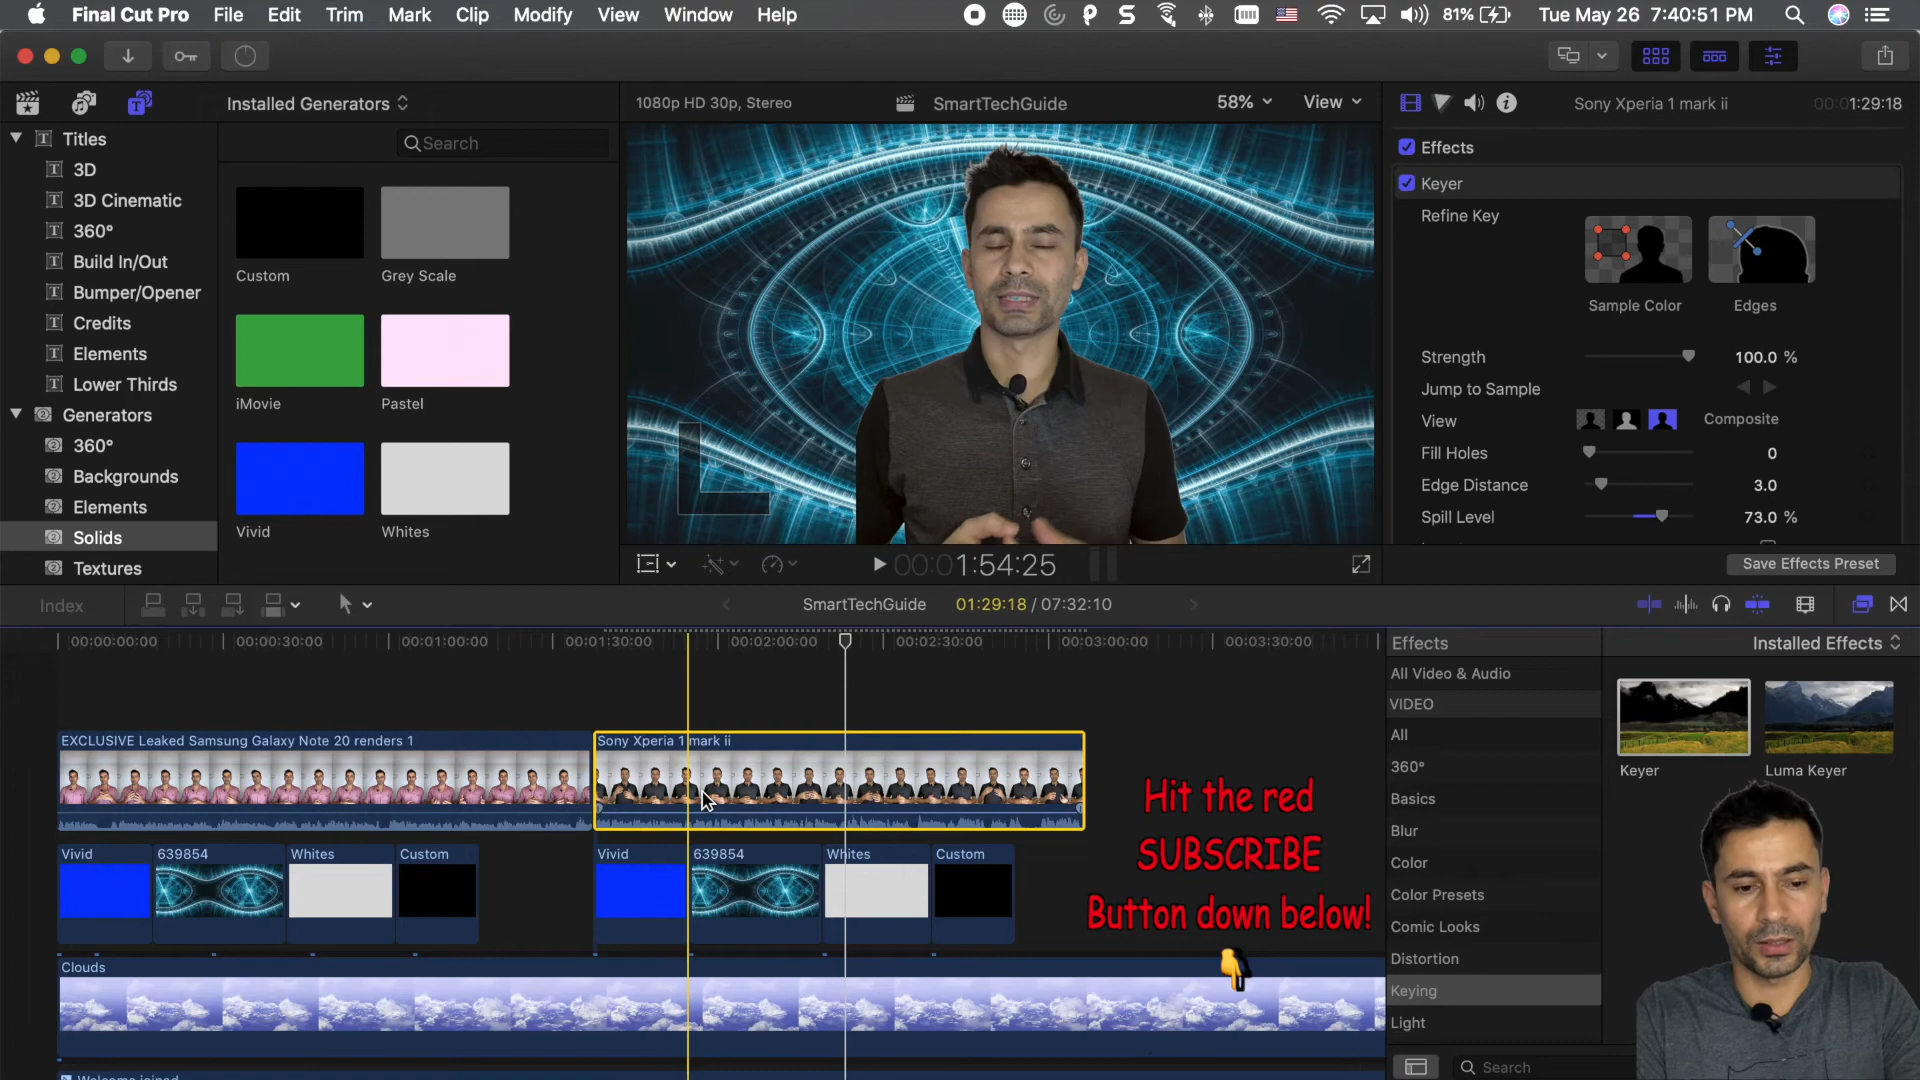 Final Cut Pro File Edit Trim Mark Clip Modify View Window Help 81% Tue May 26 7:40:51 PM
Installed Generators
1080p HD 30p, Stereo SmartTechGuide 58% View
Sony Xperia 1 mark ii 00:01:29:18
Titles
3D
3D Cinematic
360°
Build In/Out
Bumper/Opener
Credits
Elements
Lower Thirds
Generators
360°
Backgrounds
Elements
Solids
Textures
Search
Custom Grey Scale
iMovie Pastel
Vivid Whites
Effects
Keyer
Refine Key
Sample Color Edges
Strength 100.0 %
Jump to Sample
View Composite
Fill Holes 0
Edge Distance 3.0
Spill Level 73.0 %
Save Effects Preset
00:01:54:25
Index
SmartTechGuide 01:29:18 / 07:32:10
00:00:00:00 00:00:30:00 00:01:00:00 00:01:30:00 00:02:00:00 00:02:30:00 00:03:00:00 00:03:30:00
EXCLUSIVE Leaked Samsung Galaxy Note 20 renders 1
Sony Xperia 1 mark ii
Vivid 639854 Whites Custom
Vivid 639854 Whites Custom
Clouds
Welcome joined
Hit the red
SUBSCRIBE
Button down below!
Effects Installed Effects
All Video & Audio
VIDEO
All
360°
Basics
Blur
Color
Color Presets
Comic Looks
Distortion
Keying
Light
Keyer Luma Keyer
Search